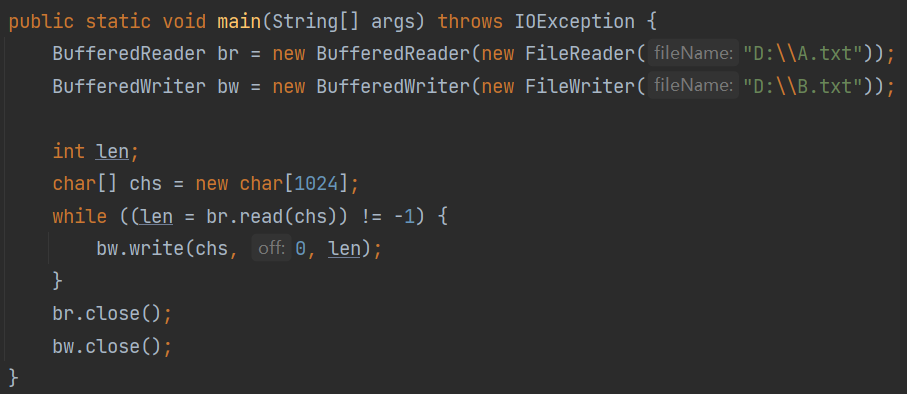 public static void main(String[] args) throws IOException {
    BufferedReader br = new BufferedReader(new FileReader( fileName: "D:\\A.txt"));
    BufferedWriter bw = new BufferedWriter(new FileWriter( fileName: "D:\\B.txt"));

    int len;
    char[] chs = new char[1024];
    while ((len = br.read(chs)) != -1) {
        bw.write(chs, off: 0, len);
    }
    br.close();
    bw.close();
}